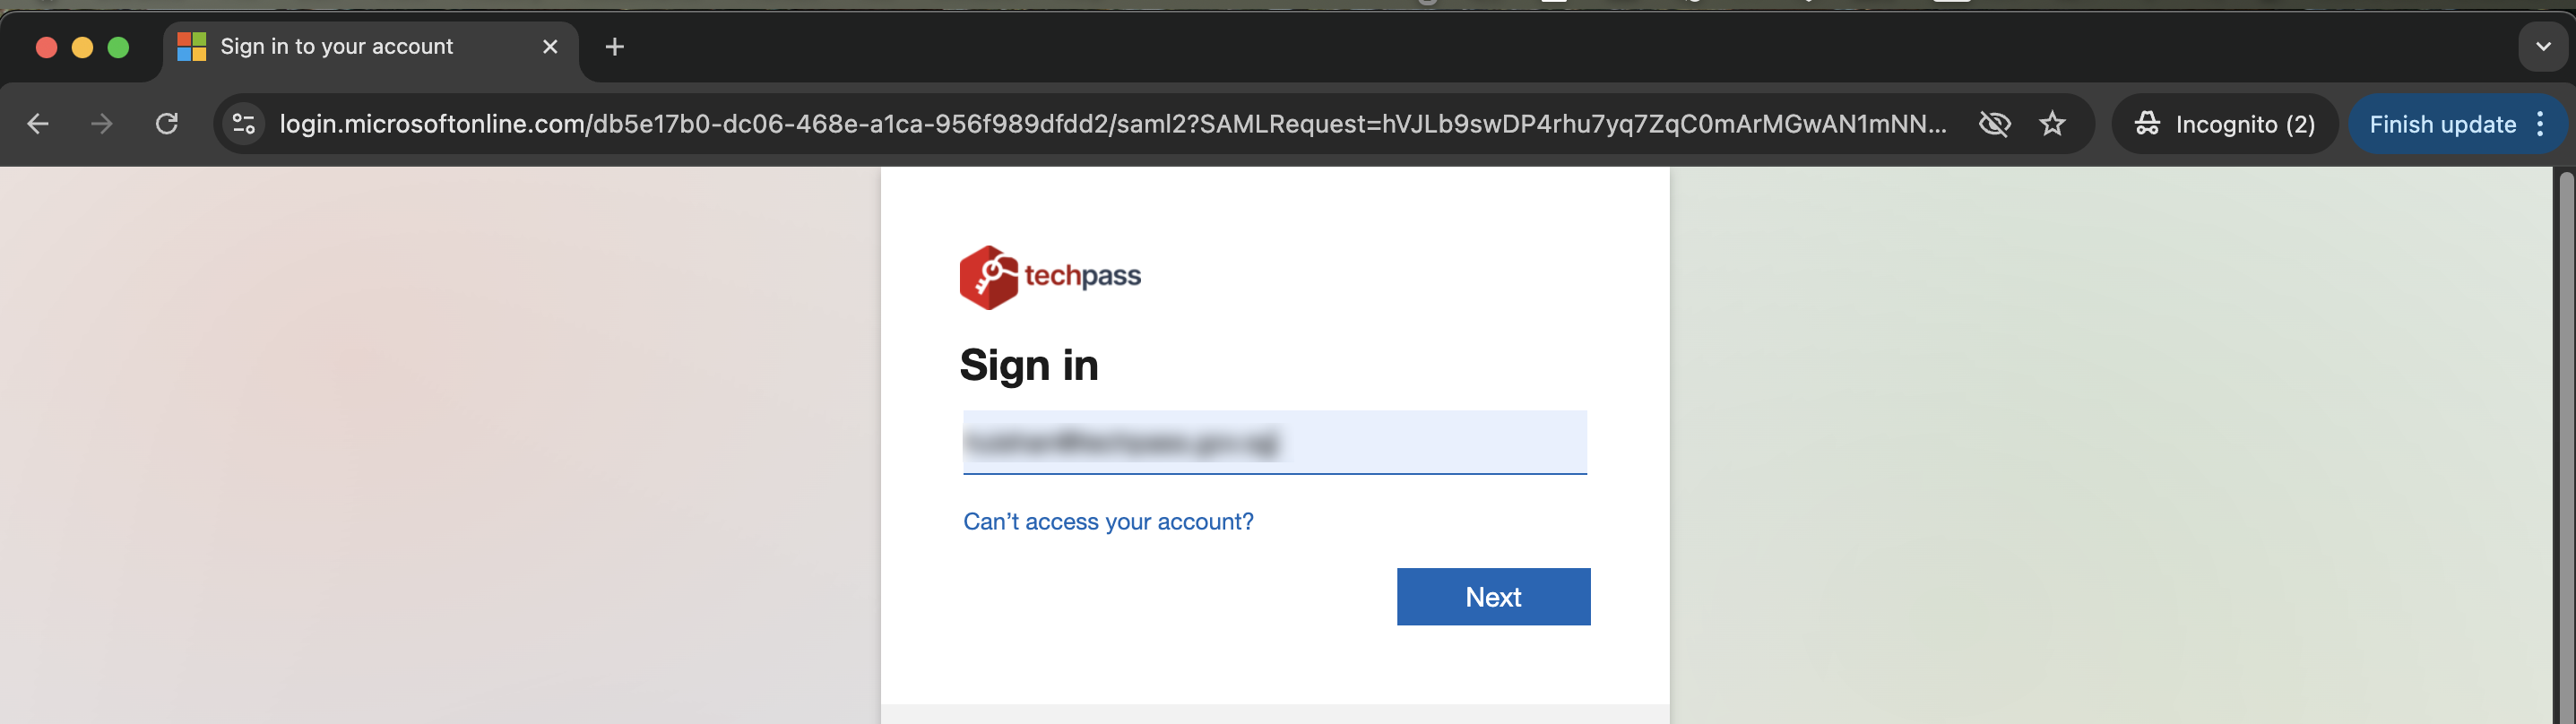 Sign in to your account
login.microsoftonline.com/db5e17b0-dc06-468e-a1ca-956f989dfdd2/saml2?SAMLRequest=hVJLb9swDP4rhu7yq7ZqC0mArMGwAN1mNN...
Incognito (2)
Finish update
techpass
Sign in
Can't access your account?
Next